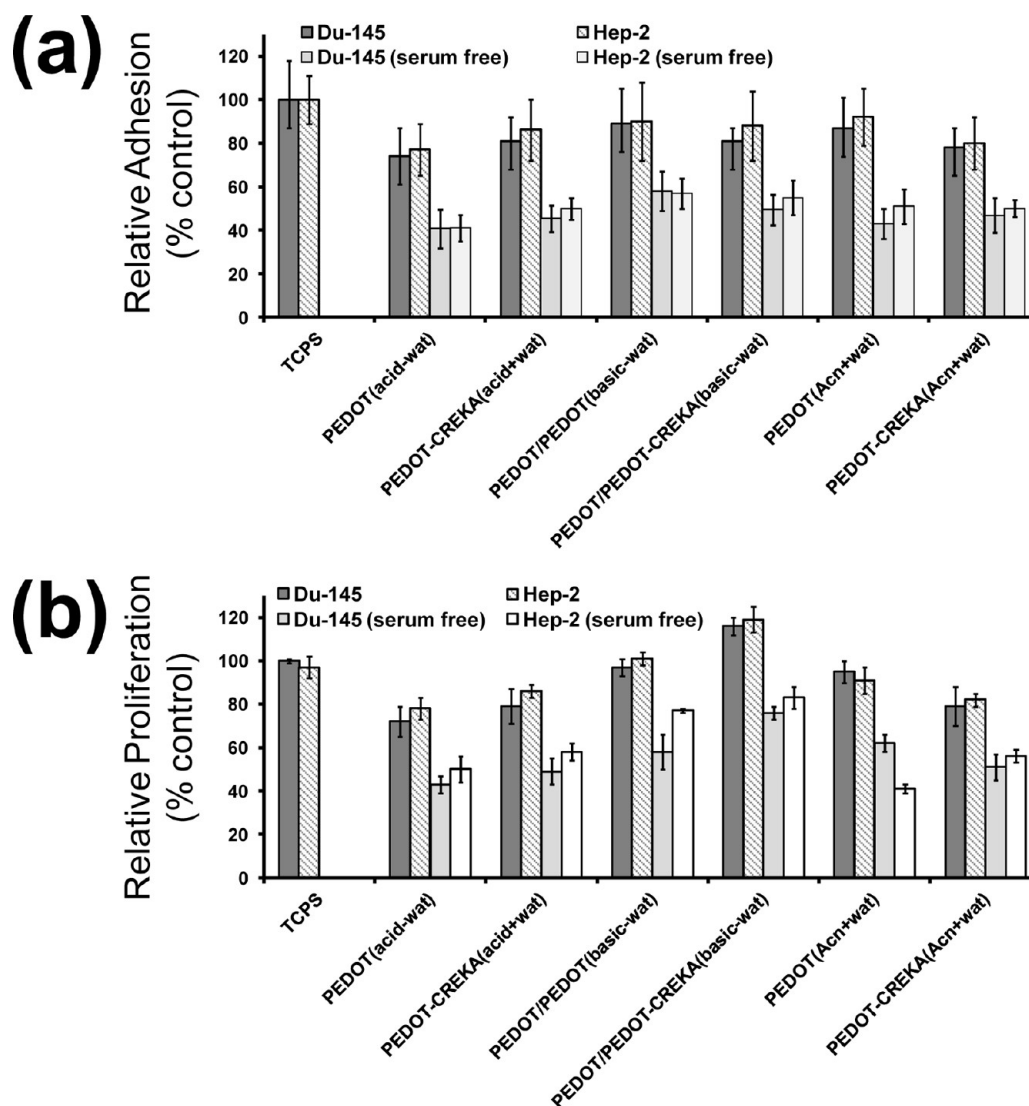 (a)
Relative Adhesion
(% control)
Du-145
Hep-2
Du-145 (serum free)
Hep-2 (serum free)
120
100
80
60
40
20
0
TCPS
PEDOT(acid-wat)
PEDOT-CREKA(acid+wat)
PEDOT/PEDOT(basic-wat)
PEDOT/PEDOT-CREKA(basic-wat)
PEDOT(Acn+wat)
PEDOT-CREKA(Acn+wat)
(b)
Relative Proliferation
(% control)
Du-145
Hep-2
Du-145 (serum free)
Hep-2 (serum free)
120
100
80
60
40
20
0
TCPS
PEDOT(acid-wat)
PEDOT-CREKA(acid+wat)
PEDOT/PEDOT(basic-wat)
PEDOT/PEDOT-CREKA(basic-wat)
PEDOT(Acn+wat)
PEDOT-CREKA(Acn+wat)